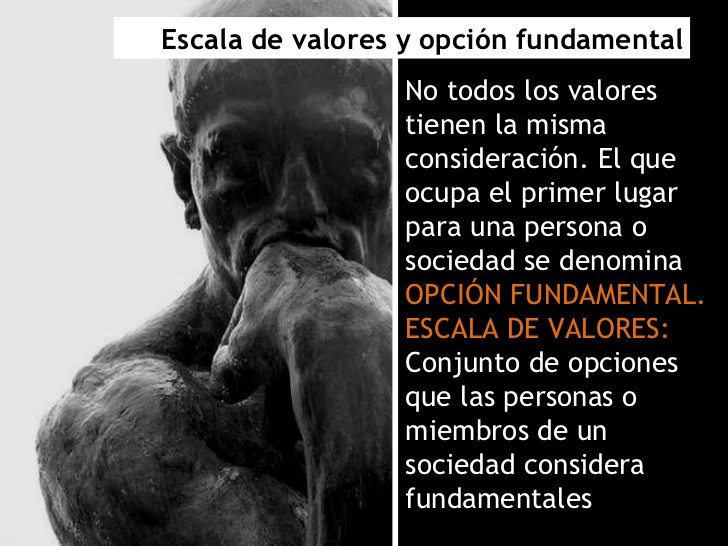 Escala de valores y opción fundamental
No todos los valores
tienen la misma
consideración. El que
ocupa el primer lugar
para una persona o
sociedad se denomina
OPCIÓN FUNDAMENTAL.
ESCALA DE VALORES:
Conjunto de opciones
que las personas o
miembros de un
sociedad considera
fundamentales